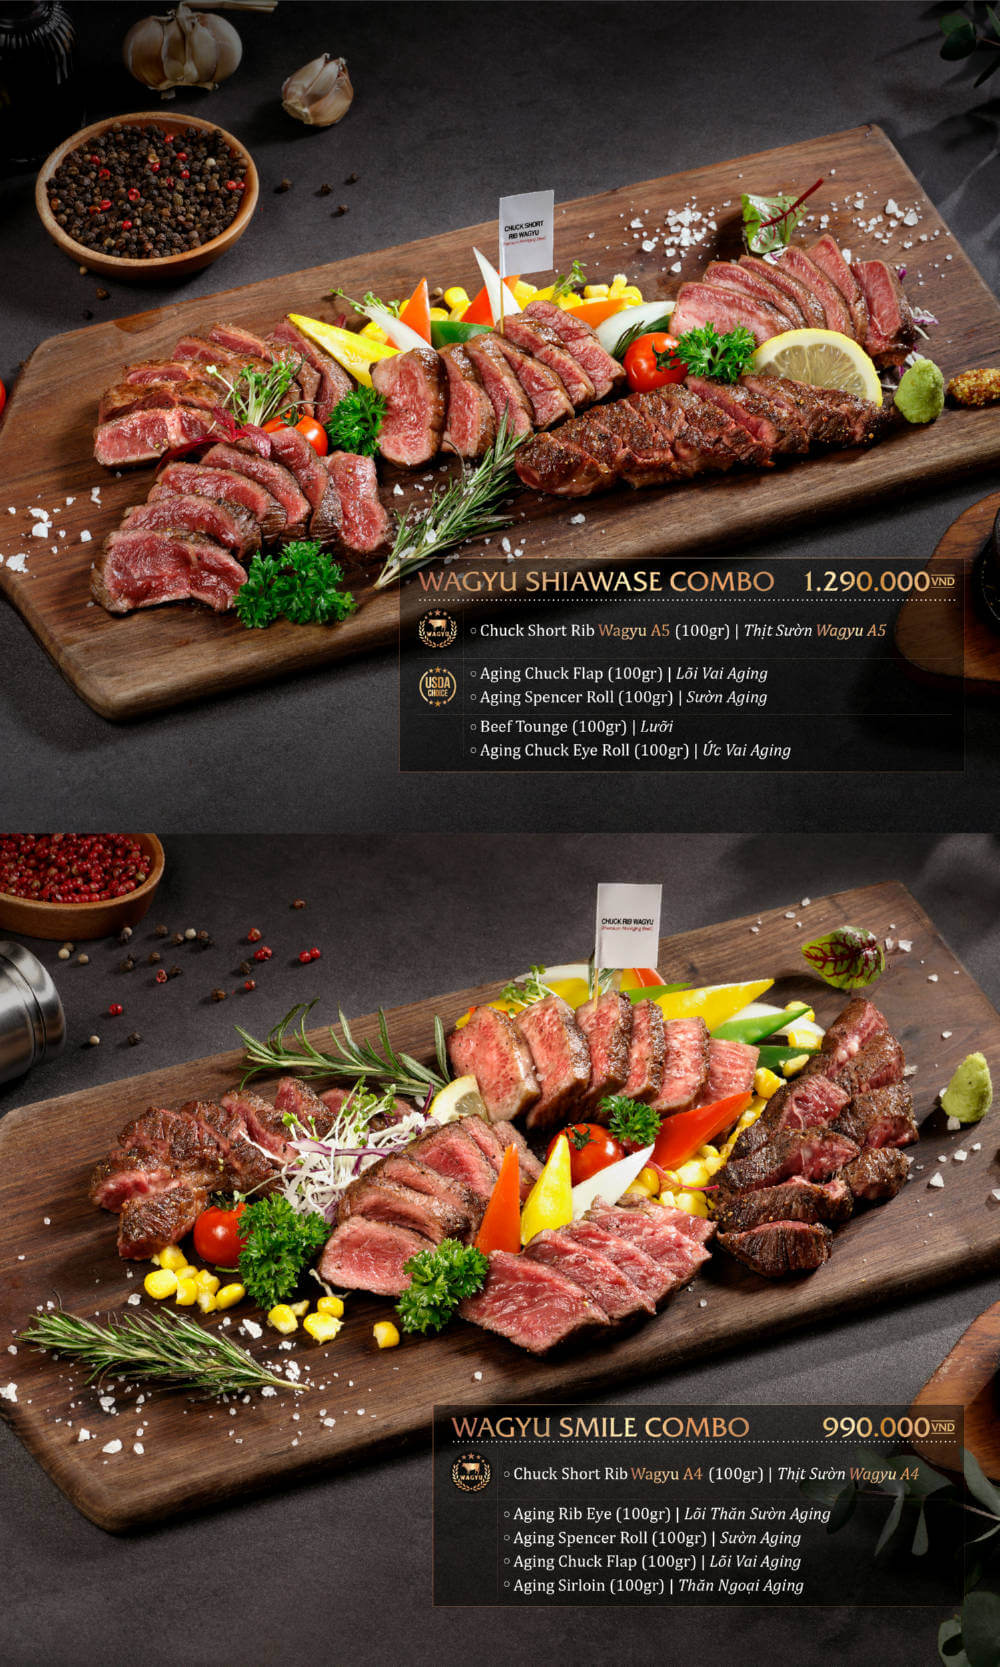 CHUCK SHORT
RIB WAGYU
WAGYU SHIAWASE COMBO 1.290.000 VND
WAGYU
○ Chuck Short Rib Wagyu A5 (100gr) | Thịt Sườn Wagyu A5
USDA
CHOICE
○ Aging Chuck Flap (100gr) | Lõi Vai Aging
○ Aging Spencer Roll (100gr) | Sườn Aging
○ Beef Tounge (100gr) | Lưỡi
○ Aging Chuck Eye Roll (100gr) | Ức Vai Aging
CHUCK RIB WAGYU
WAGYU SMILE COMBO 990.000 VND
WAGYU
○ Chuck Short Rib Wagyu A4 (100gr) | Thịt Sườn Wagyu A4
○ Aging Rib Eye (100gr) | Lõi Thăn Sườn Aging
○ Aging Spencer Roll (100gr) | Sườn Aging
○ Aging Chuck Flap (100gr) | Lõi Vai Aging
○ Aging Sirloin (100gr) | Thăn Ngoại Aging